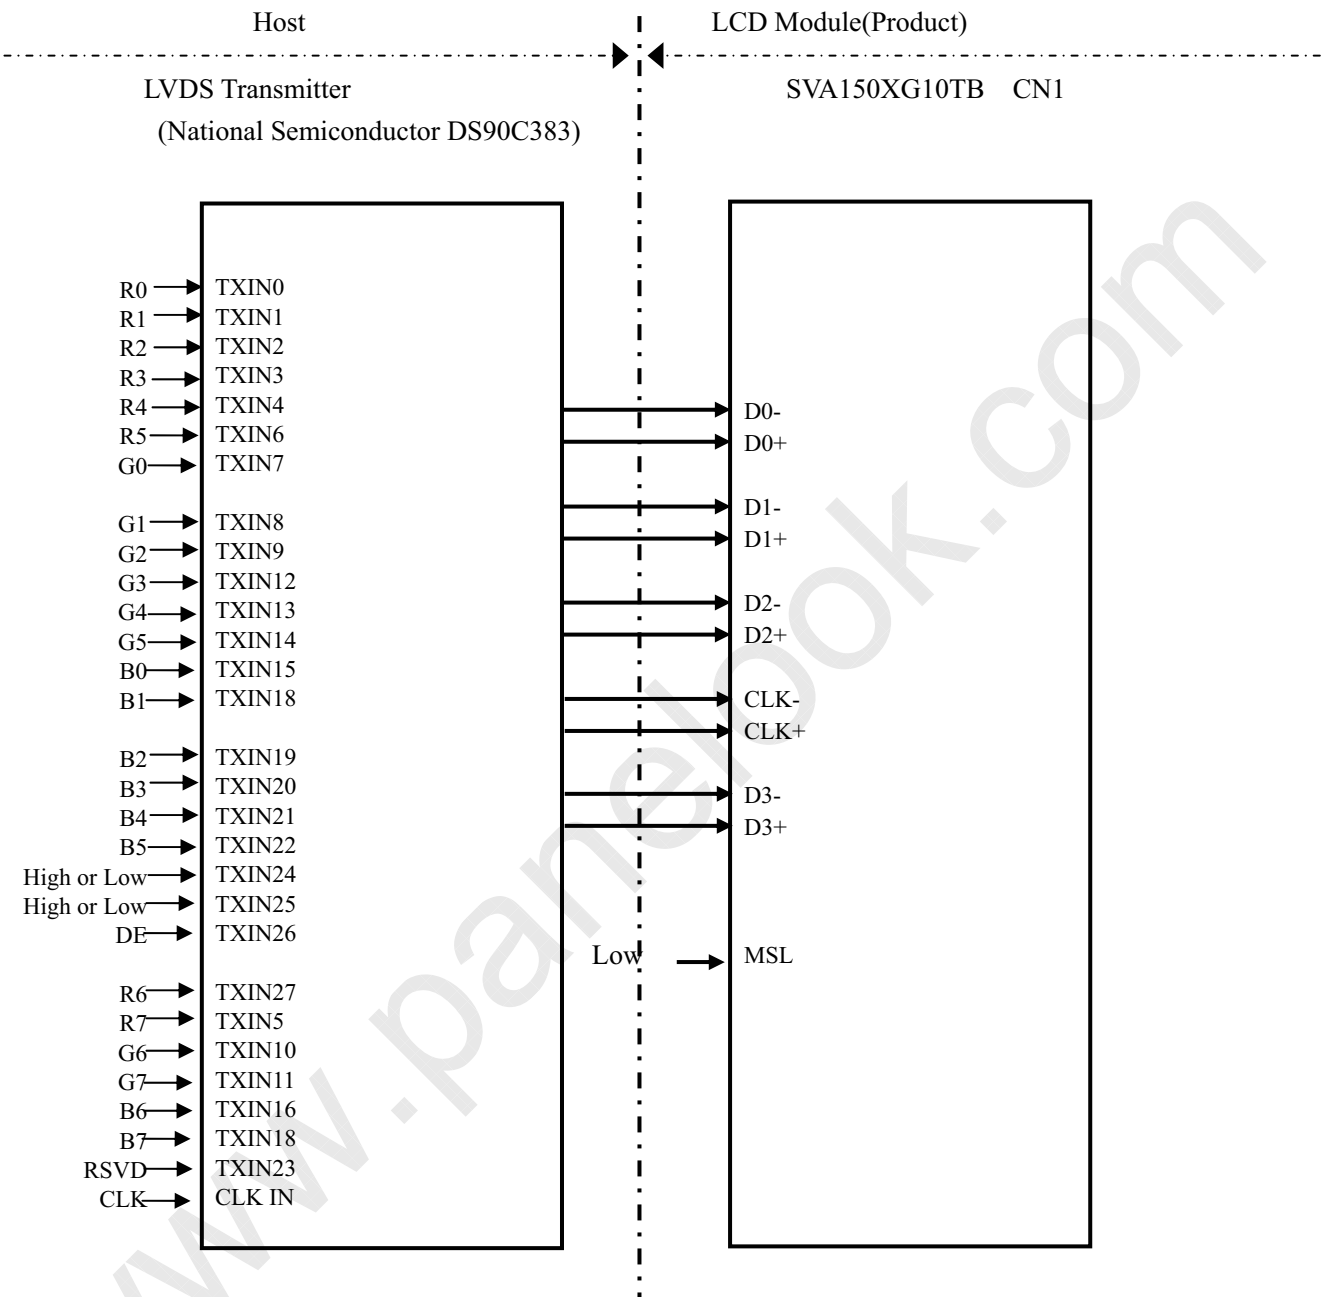 Host
LCD Module(Product)
LVDS Transmitter
SVA150XG10TB CN1
(National Semiconductor DS90C383)
R0 TXIN0
R1 TXIN1
R2 TXIN2
R3 TXIN3
R4 TXIN4
R5 TXIN6
G0 TXIN7
G1 TXIN8
G2 TXIN9
G3 TXIN12
G4 TXIN13
G5 TXIN14
B0 TXIN15
B1 TXIN18
B2 TXIN19
B3 TXIN20
B4 TXIN21
B5 TXIN22
High or Low TXIN24
High or Low TXIN25
DE TXIN26
R6 TXIN27
R7 TXIN5
G6 TXIN10
G7 TXIN11
B6 TXIN16
B7 TXIN18
RSVD TXIN23
CLK CLK IN
D0-
D0+
D1-
D1+
D2-
D2+
CLK-
CLK+
D3-
D3+
Low MSL
www.panelook.com